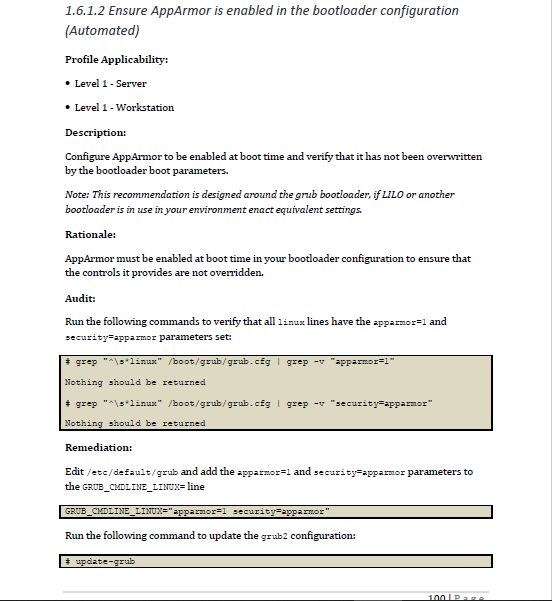 1.6.1.2 Ensure AppArmor is enabled in the bootloader configuration
(Automated)
Profile Applicability:
• Level 1 - Server
• Level 1 - Workstation
Description:
Configure AppArmor to be enabled at boot time and verify that it has not been overwritten
by the bootloader boot parameters.
Note: This recommendation is designed around the grub bootloader, if LILO or another
bootloader is in use in your environment enact equivalent settings.
Rationale:
AppArmor must be enabled at boot time in your bootloader configuration to ensure that
the controls it provides are not overridden.
Audit:
Run the following commands to verify that all linux lines have the apparmor=1 and
security=apparmor parameters set:
# grep "^\s*linux" /boot/grub/grub.cfg | grep -v "apparmor=1"
Nothing should be returned
# grep "^\s*linux" /boot/grub/grub.cfg | grep -v "security=apparmor"
Nothing should be returned
Remediation:
Edit /etc/default/grub and add the apparmor=1 and security=apparmor parameters to
the GRUB_CMDLINE_LINUX= line
GRUB_CMDLINE_LINUX="apparmor=1 security=apparmor"
Run the following command to update the grub2 configuration:
# update-grub
100 | Page